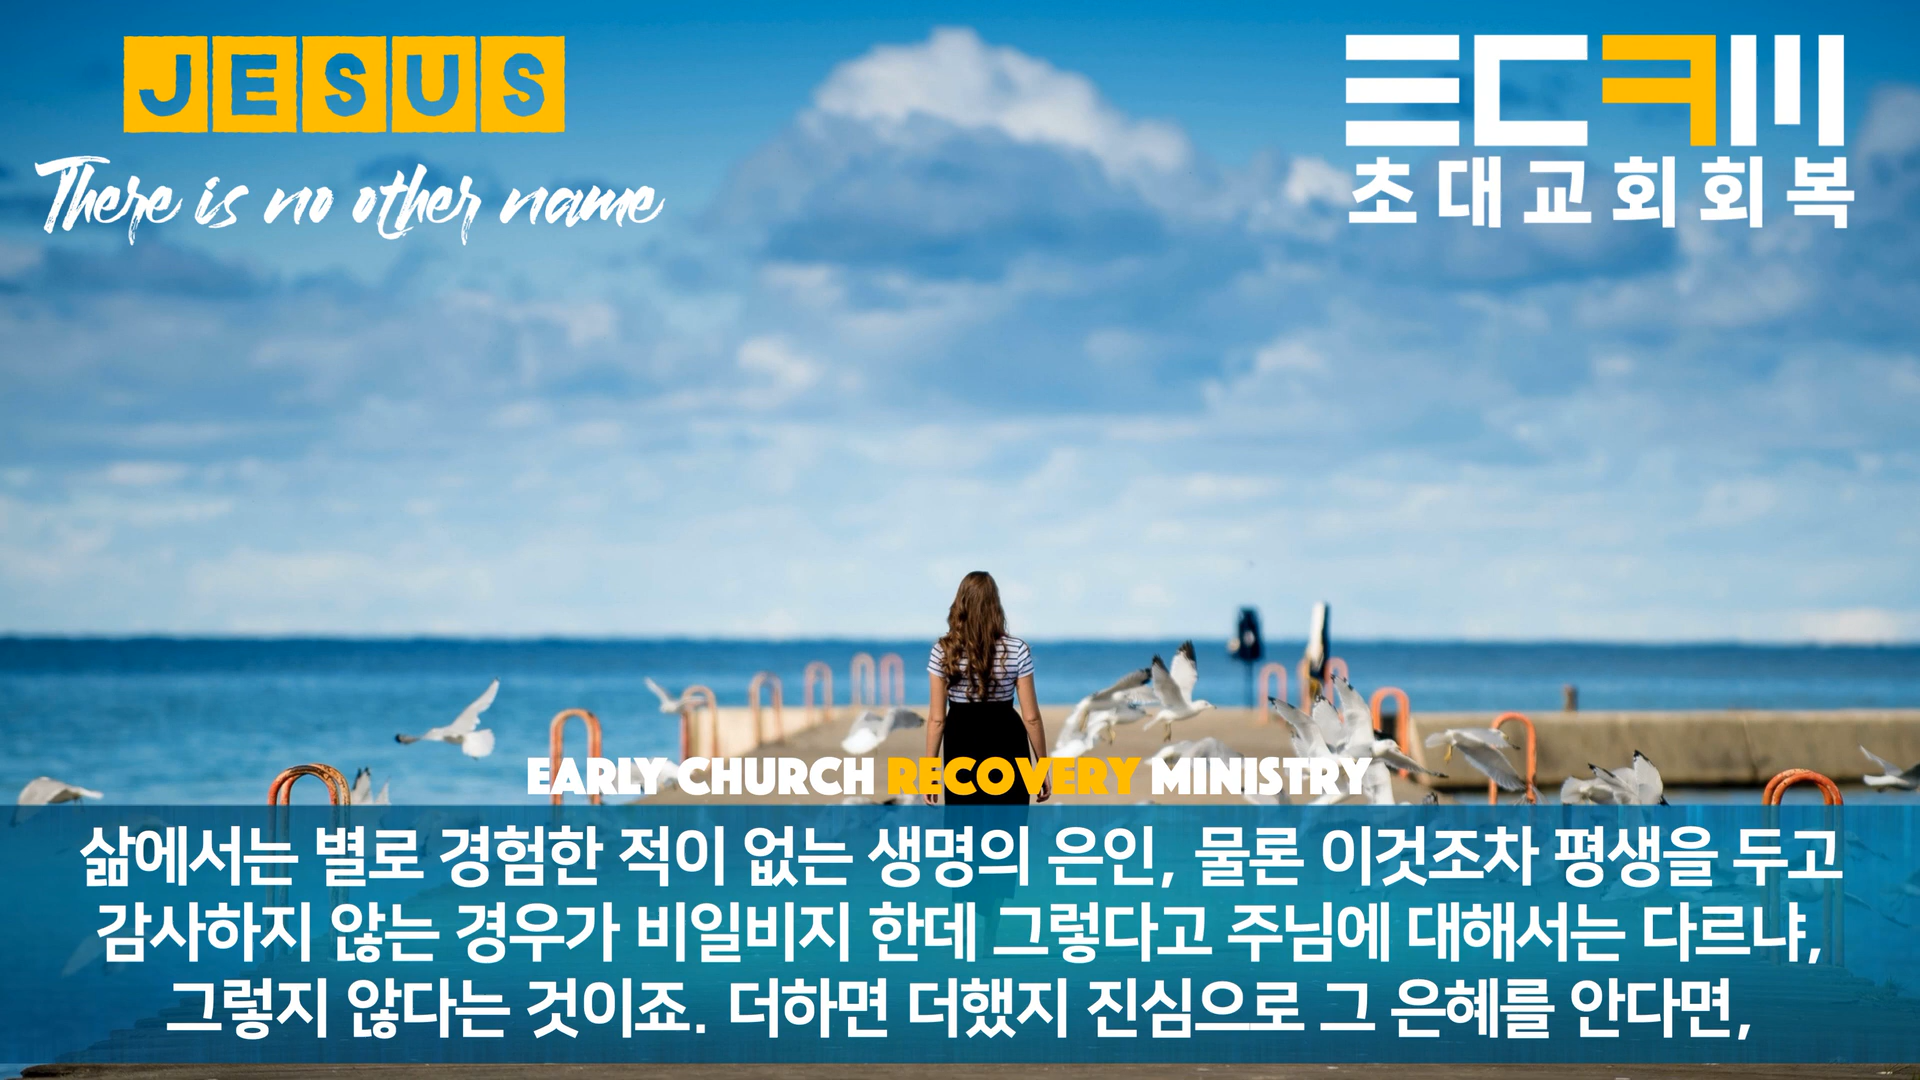 JESUS
There is no other name
초대교회회복
EARLY CHURCH RECOVERY MINISTRY
삶에서는 별로 경험한 적이 없는 생명의 은인, 물론 이것조차 평생을 두고
감사하지 않는 경우가 비일비지 한데 그렇다고 주님에 대해서는 다르냐,
그렇지 않다는 것이죠. 더하면 더했지 진심으로 그 은혜를 안다면,